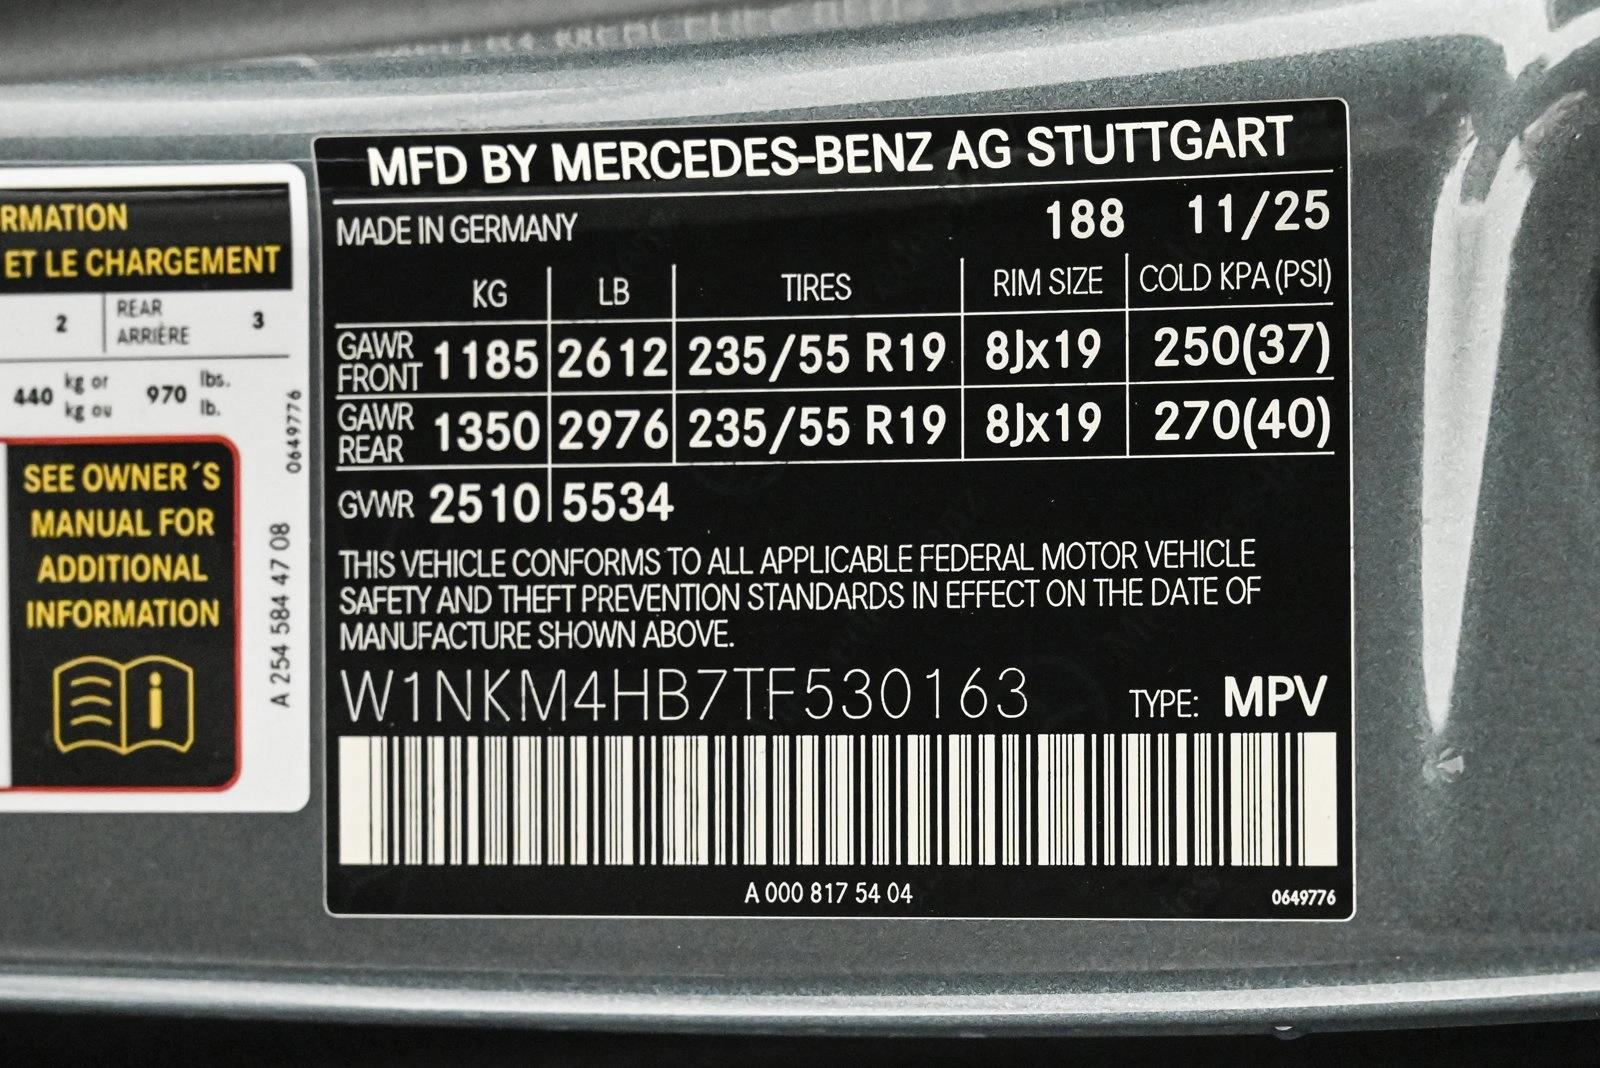 RMATION
ET LE CHARGEMENT
2 REAR ARRIÈRE 3
440 kg or kg ou 970 lbs. lb.
SEE OWNER´S
MANUAL FOR
ADDITIONAL
INFORMATION
i
A 254 584 47 08
0649776
MFD BY MERCEDES-BENZ AG STUTTGART
MADE IN GERMANY 188 11/25
KG LB TIRES RIM SIZE COLD KPA (PSI)
GAWR FRONT 1185 2612 235/55 R19 8Jx19 250(37)
GAWR REAR 1350 2976 235/55 R19 8Jx19 270(40)
GVWR 2510 5534
THIS VEHICLE CONFORMS TO ALL APPLICABLE FEDERAL MOTOR VEHICLE
SAFETY AND THEFT PREVENTION STANDARDS IN EFFECT ON THE DATE OF
MANUFACTURE SHOWN ABOVE.
W1NKM4HB7TF530163 TYPE: MPV
A 000 817 54 04 0649776